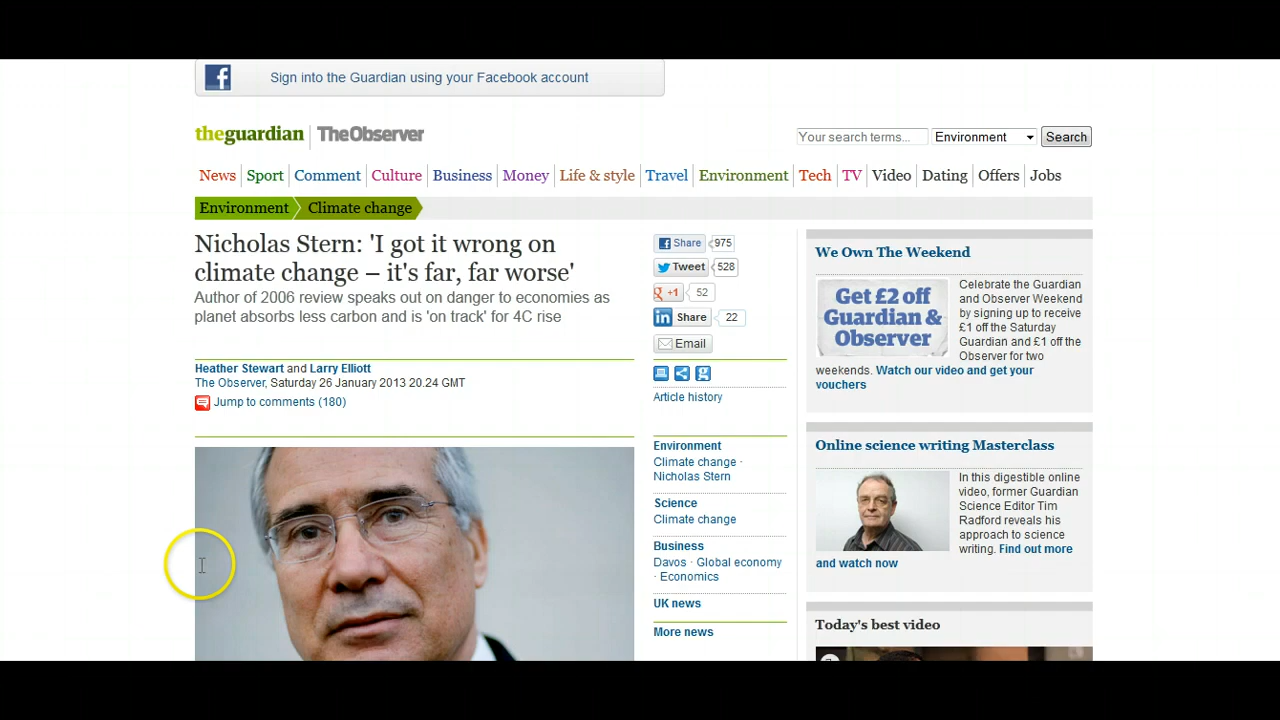 Sign into the Guardian using your Facebook account
theguardian | TheObserver
Your search terms... Environment Search
News Sport Comment Culture Business Money Life & style Travel Environment Tech TV Video Dating Offers Jobs
Environment Climate change
Nicholas Stern: 'I got it wrong on
climate change – it's far, far worse'
Author of 2006 review speaks out on danger to economies as
planet absorbs less carbon and is 'on track' for 4C rise
Heather Stewart and Larry Elliott
The Observer, Saturday 26 January 2013 20.24 GMT
Jump to comments (180)
Share 975
Tweet 528
+1 52
Share 22
Email
Article history
Environment
Climate change ·
Nicholas Stern
Science
Climate change
Business
Davos · Global economy
· Economics
UK news
More news
We Own The Weekend
Get £2 off
Guardian &
Observer
Celebrate the Guardian
and Observer Weekend
by signing up to receive
£1 off the Saturday
Guardian and £1 off the
Observer for two
weekends. Watch our video and get your
vouchers
Online science writing Masterclass
In this digestible online
video, former Guardian
Science Editor Tim
Radford reveals his
approach to science
writing. Find out more
and watch now
Today's best video